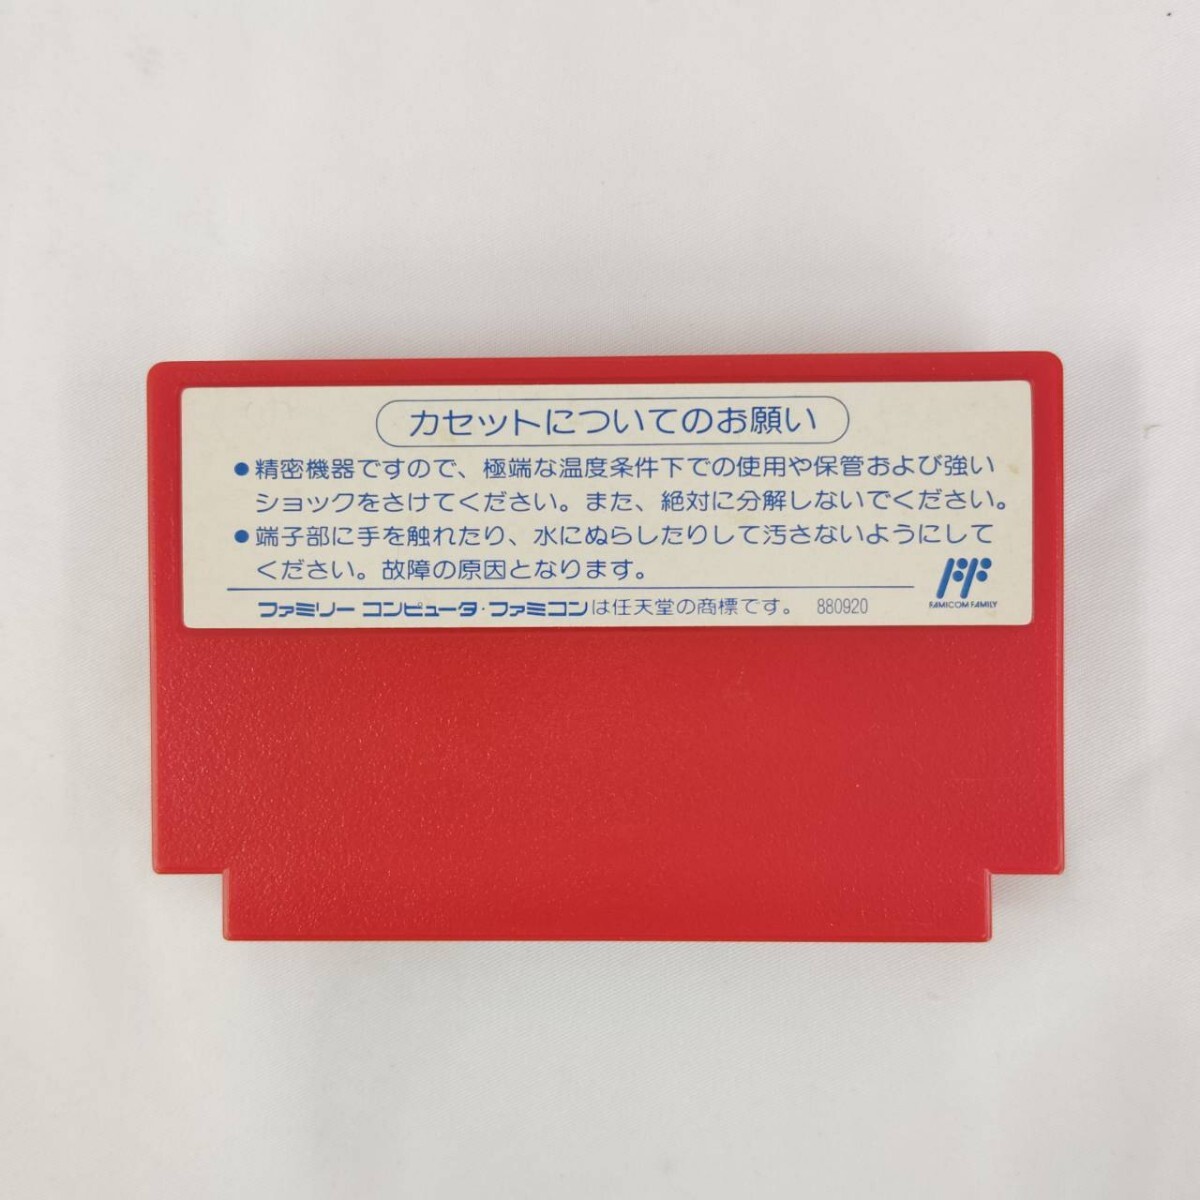 カセットについてのお願い
●精密機器ですので、極端な温度条件下での使用や保管および強い
ショックをさけてください。また、絶対に分解しないでください。
●端子部に手を触れたり、水にぬらしたりして汚さないようにして
ください。故障の原因となります。
FAMICOM FAMILY
ファミリー コンピュータ・ファミコンは任天堂の商標です。 880920